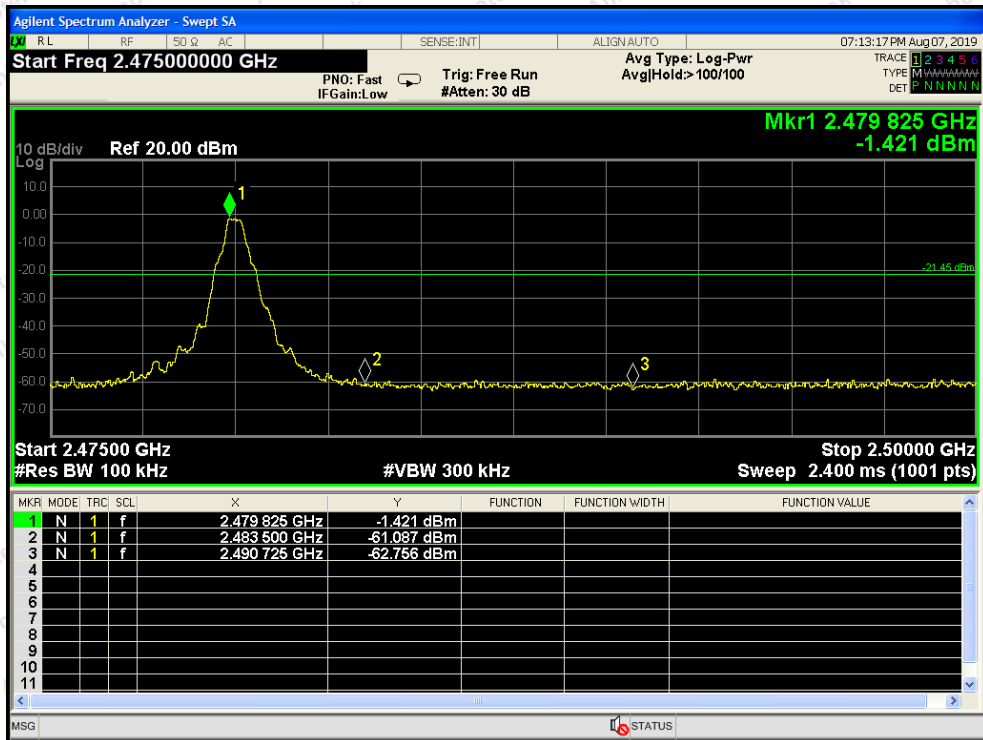 Agilent Spectrum Analyzer - Swept SA
LXI RL RF 50 Ω AC SENSE:INT ALIGN AUTO 07:13:17 PM Aug 07, 2019
Start Freq 2.475000000 GHz
PNO: Fast
IFGain:Low
Trig: Free Run
#Atten: 30 dB
Avg Type: Log-Pwr
Avg|Hold:>100/100
TRACE 1 2 3 4 5 6
TYPE M WWWWW
DET P N N N N N
Mkr1 2.479 825 GHz
-1.421 dBm
10 dB/div Ref 20.00 dBm
Log
10.0
0.00
-10.0
-20.0
-30.0
-40.0
-50.0
-60.0
-70.0
1
-21.45 dBm
2
3
Start 2.47500 GHz Stop 2.50000 GHz
#Res BW 100 kHz #VBW 300 kHz Sweep 2.400 ms (1001 pts)
MKR MODE TRC SCL X Y FUNCTION FUNCTION WIDTH FUNCTION VALUE
1 N 1 f 2.479 825 GHz -1.421 dBm
2 N 1 f 2.483 500 GHz -61.087 dBm
3 N 1 f 2.490 725 GHz -62.756 dBm
4
5
6
7
8
9
10
11
MSG STATUS